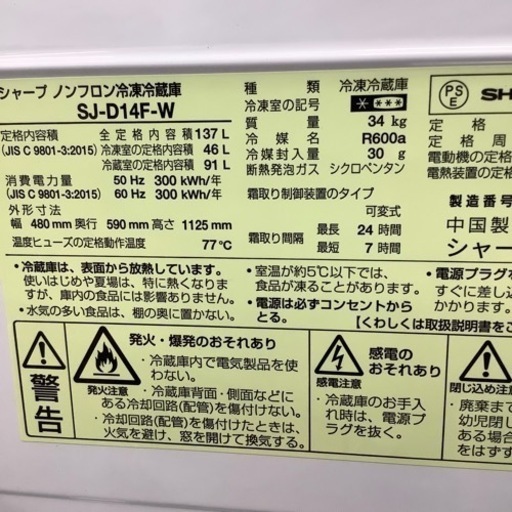 シャープ ノンフロン冷凍冷蔵庫
SJ-D14F-W
定格内容積 全定格内容積 137 L
(JIS C 9801-3:2015) 冷凍室の定格内容積 46 L
冷蔵室の定格内容積 91 L
消費電力量 50 Hz 300 kWh/年
(JIS C 9801-3:2015) 60 Hz 300 kWh/年
外形寸法
幅 480 mm 奥行 590 mm 高さ 1125 mm
温度ヒューズの定格動作温度 77℃
種類 冷凍冷蔵庫
冷凍室の記号
質量 34 kg
冷媒名 R600a
冷媒封入量 30 g
断熱発泡ガス シクロペンタン
霜取り制御装置のタイプ
可変式
霜取り間隔 最長 24 時間
最短 7 時間
PS
E
SH
定格
定格周
電動機の定格
電熱装置の定格
製造番号
中国製
シャー
・冷蔵庫は、表面から放熱しています。
使いはじめや夏場は、特に熱くなりま
すが、庫内の食品には影響ありません。
・水気の多い食品は、棚の奥に置かない。
・室温が約5℃以下では、
食品が凍ることがあります。
・電源は必ずコンセントから
とる。
・電源プラグを
すぐに差し込
かかります。
【くわしくは取扱説明書をご
警告
発火・爆発のおそれあり
発火注意
・冷蔵庫内で電気製品を使
わない。
・冷蔵庫背面・側面などに
ある冷却回路(配管)を傷付けない。
・冷却回路(配管)を傷付けたときは、
火気を避け、窓を開けて換気する。
感電注意
感電の
おそれあり
・冷蔵庫のお手入
れ時は、電源プ
ラグを抜く。
閉じ込め注意
・廃棄まで
幼児閉じ
ある場合
をはず